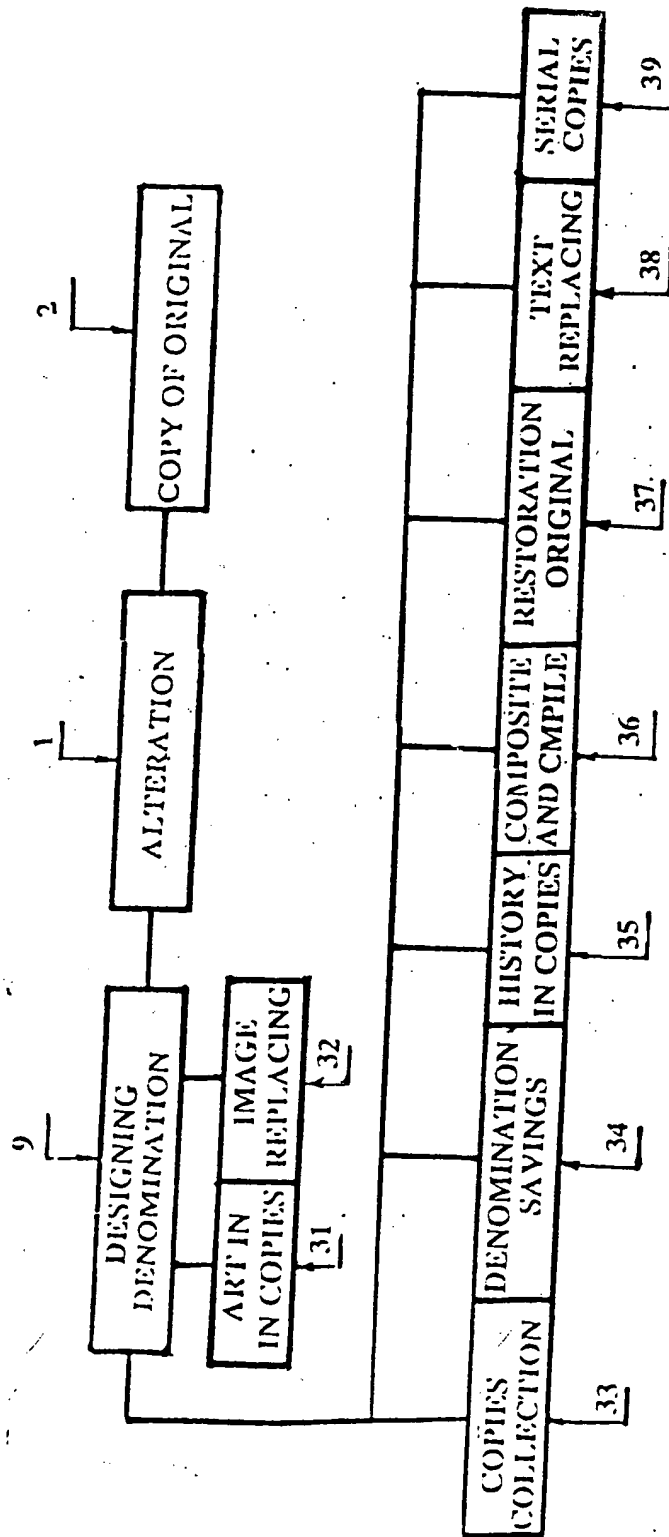 9
1
2
DESIGNING
DENOMINATION
ALTERATION
COPY OF ORIGINAL
ART IN
IN COPIES
IMAGE
REPLACING
31
32
COPIES
COLLECTION
DENOMINATION
SAVINGS
HISTORY
IN COPIES
COMPOSITE
AND CMPILE
RESTORATION
ORIGINAL
TEXT
REPLACING
SERIAL
COPIES
33
34
35
36
37
38
39